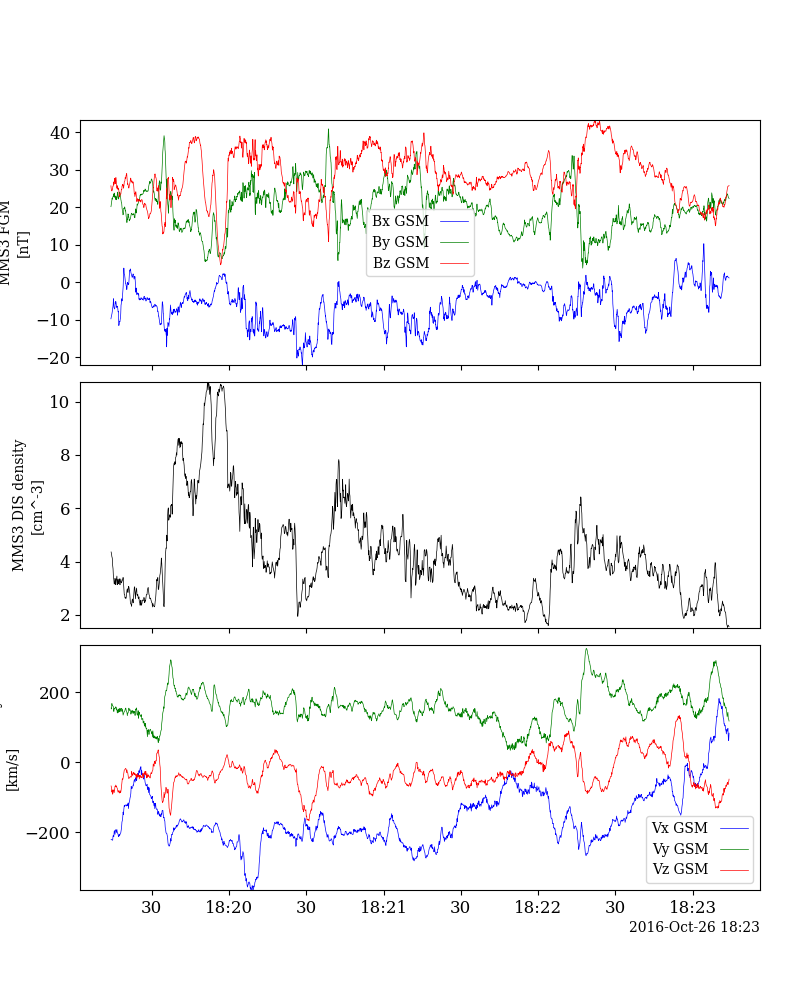 40
30
20
10
0
−10
−20
MMS3 FGM
[nT]
Bx GSM
By GSM
Bz GSM
10
8
6
4
2
MMS3 DIS density
[cm^-3]
200
0
−200
[km/s]
Vx GSM
Vy GSM
Vz GSM
30 18:20 30 18:21 30 18:22 30 18:23
2016-Oct-26 18:23